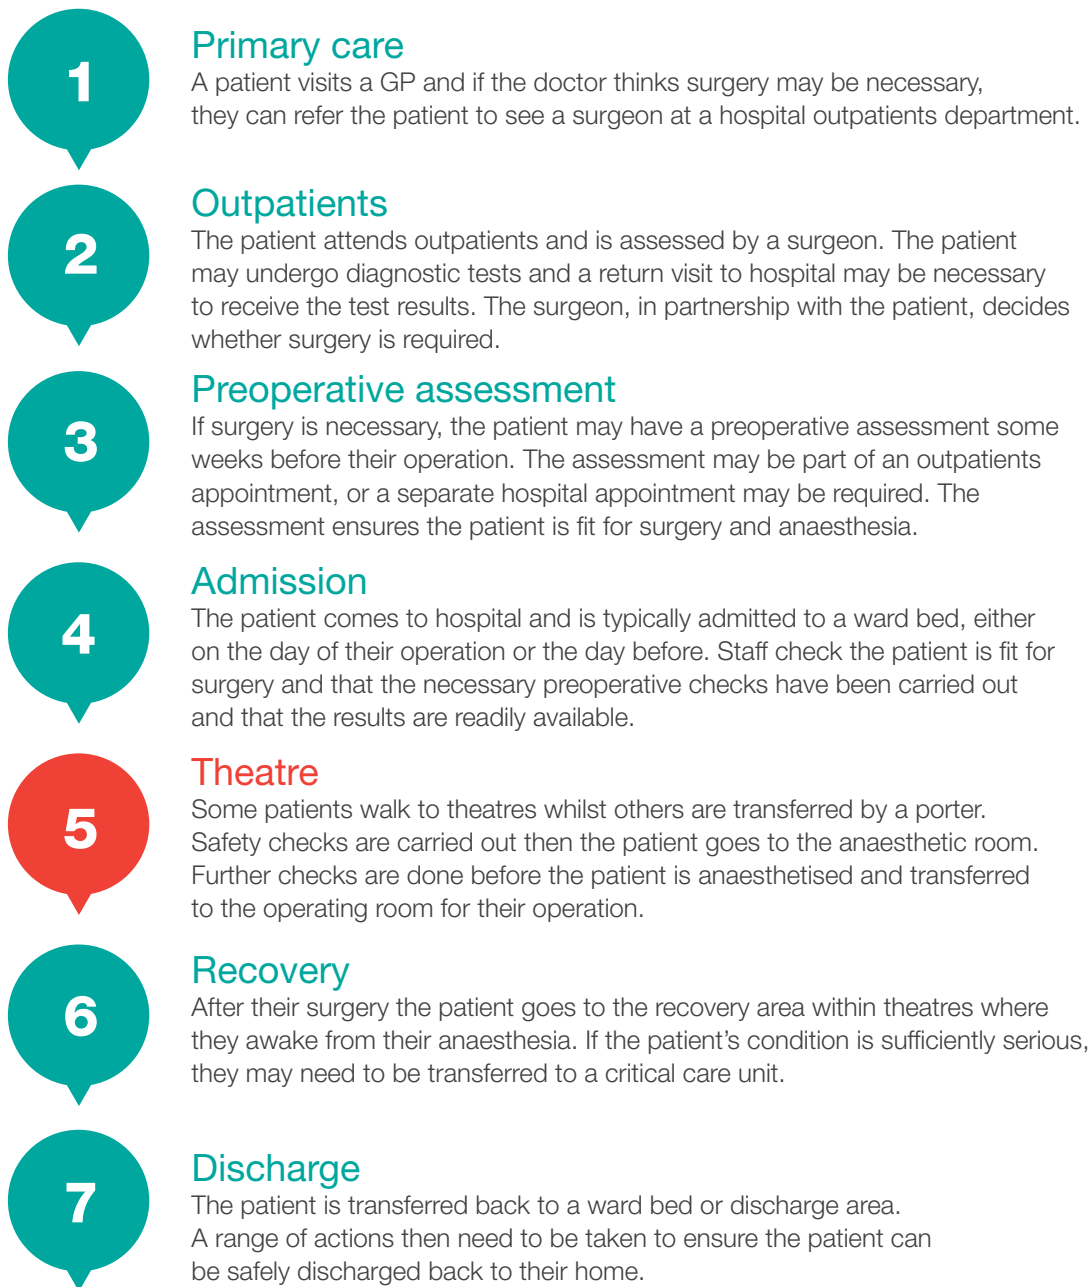 1
Primary care
A patient visits a GP and if the doctor thinks surgery may be necessary,
they can refer the patient to see a surgeon at a hospital outpatients department.
2
Outpatients
The patient attends outpatients and is assessed by a surgeon. The patient
may undergo diagnostic tests and a return visit to hospital may be necessary
to receive the test results. The surgeon, in partnership with the patient, decides
whether surgery is required.
3
Preoperative assessment
If surgery is necessary, the patient may have a preoperative assessment some
weeks before their operation. The assessment may be part of an outpatients
appointment, or a separate hospital appointment may be required. The
assessment ensures the patient is fit for surgery and anaesthesia.
4
Admission
The patient comes to hospital and is typically admitted to a ward bed, either
on the day of their operation or the day before. Staff check the patient is fit for
surgery and that the necessary preoperative checks have been carried out
and that the results are readily available.
5
Theatre
Some patients walk to theatres whilst others are transferred by a porter.
Safety checks are carried out then the patient goes to the anaesthetic room.
Further checks are done before the patient is anaesthetised and transferred
to the operating room for their operation.
6
Recovery
After their surgery the patient goes to the recovery area within theatres where
they awake from their anaesthesia. If the patient’s condition is sufficiently serious,
they may need to be transferred to a critical care unit.
7
Discharge
The patient is transferred back to a ward bed or discharge area.
A range of actions then need to be taken to ensure the patient can
be safely discharged back to their home.